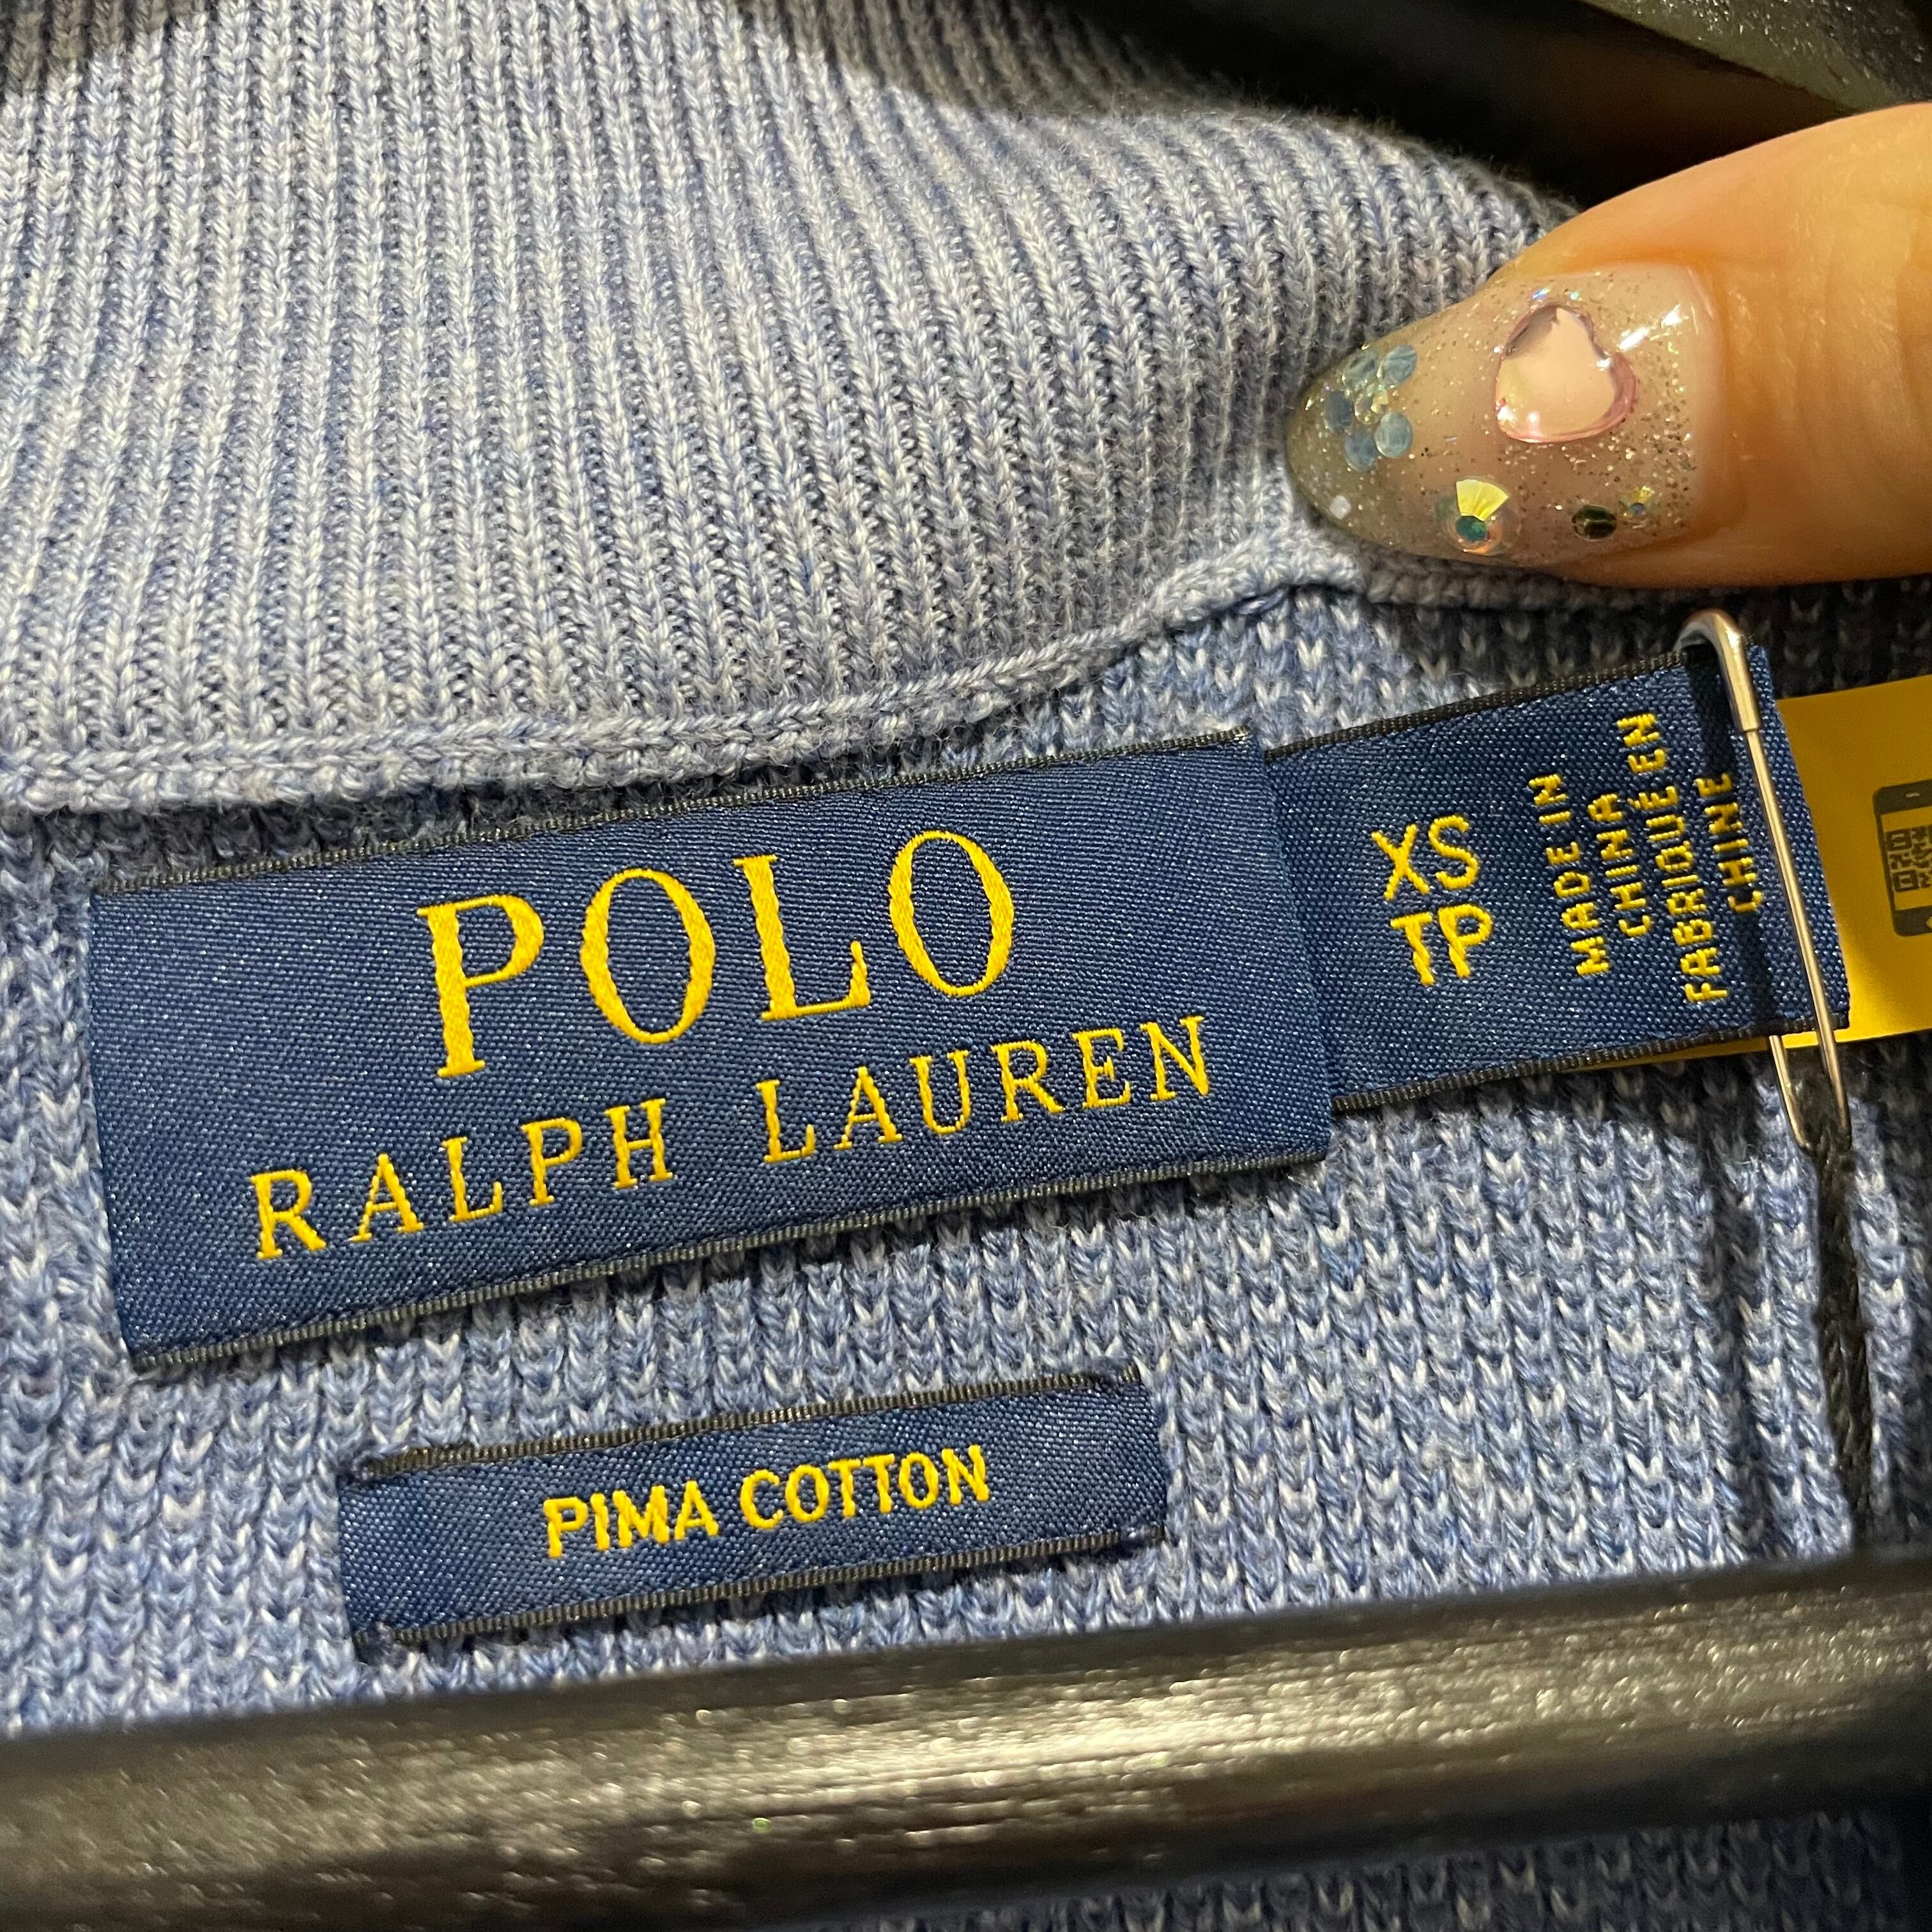 POLO
RALPH LAUREN
XS
TP
MADE IN
CHINA
FABRIQUÉ EN
CHINE
PIMA COTTON